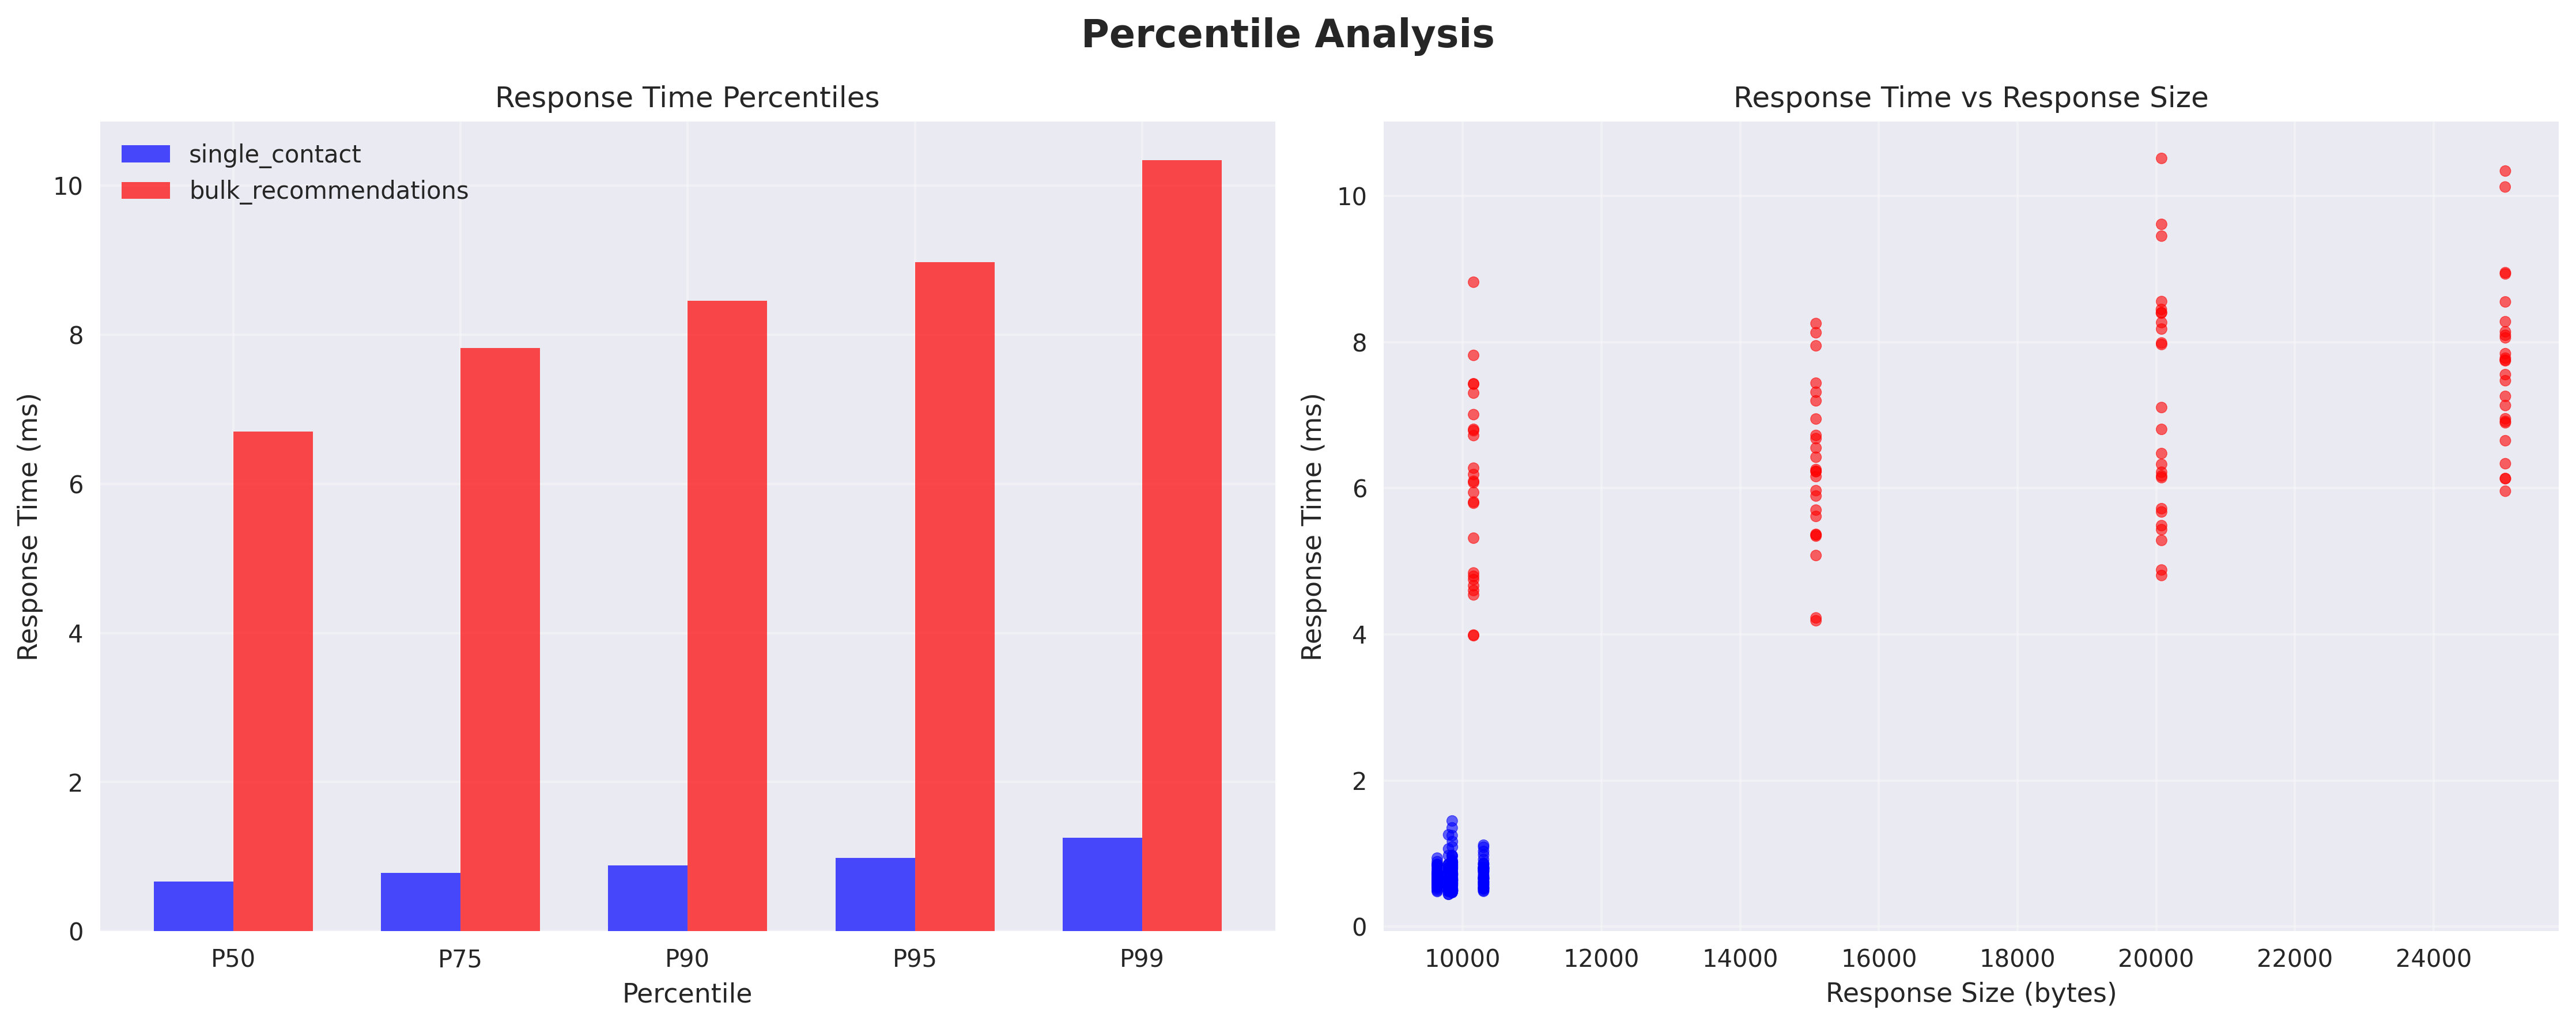 Percentile Analysis
Response Time Percentiles
single_contact
bulk_recommendations
10
8
6
4
2
0
Response Time (ms)
P50 P75 P90 P95 P99
Percentile
Response Time vs Response Size
10
8
6
4
2
0
Response Time (ms)
10000 12000 14000 16000 18000 20000 22000 24000
Response Size (bytes)